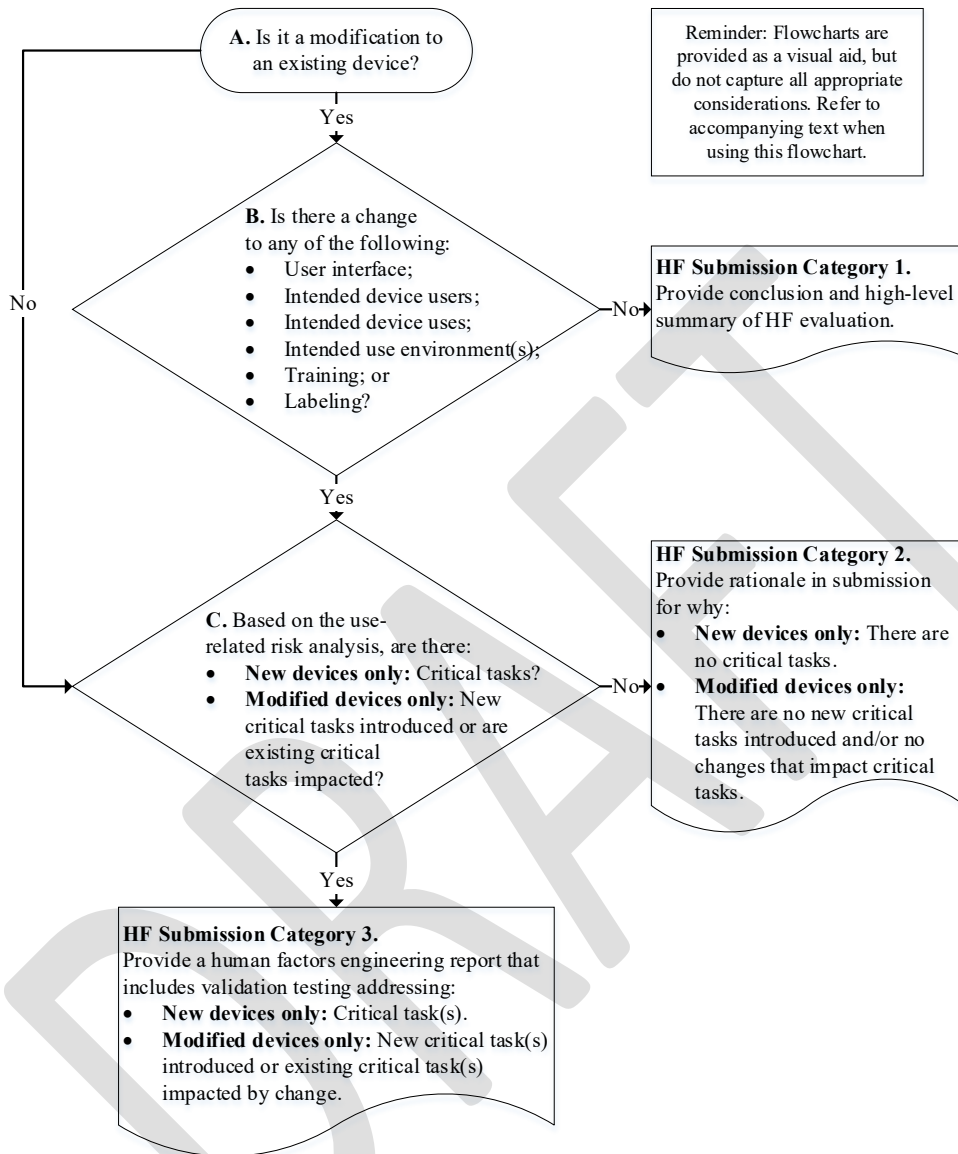 A. Is it a modification to
an existing device?
Reminder: Flowcharts are
provided as a visual aid, but
do not capture all appropriate
considerations. Refer to
accompanying text when
using this flowchart.
Yes
B. Is there a change
to any of the following:
• User interface;
• Intended device users;
• Intended device uses;
• Intended use environment(s);
• Training; or
• Labeling?
No
No
HF Submission Category 1.
Provide conclusion and high-level
summary of HF evaluation.
Yes
C. Based on the use-
related risk analysis, are there:
• New devices only: Critical tasks?
• Modified devices only: New
critical tasks introduced or are
existing critical
tasks impacted?
No
HF Submission Category 2.
Provide rationale in submission
for why:
• New devices only: There are
no critical tasks.
• Modified devices only:
There are no new critical
tasks introduced and/or no
changes that impact critical
tasks.
Yes
HF Submission Category 3.
Provide a human factors engineering report that
includes validation testing addressing:
• New devices only: Critical task(s).
• Modified devices only: New critical task(s)
introduced or existing critical task(s)
impacted by change.
DRAFT